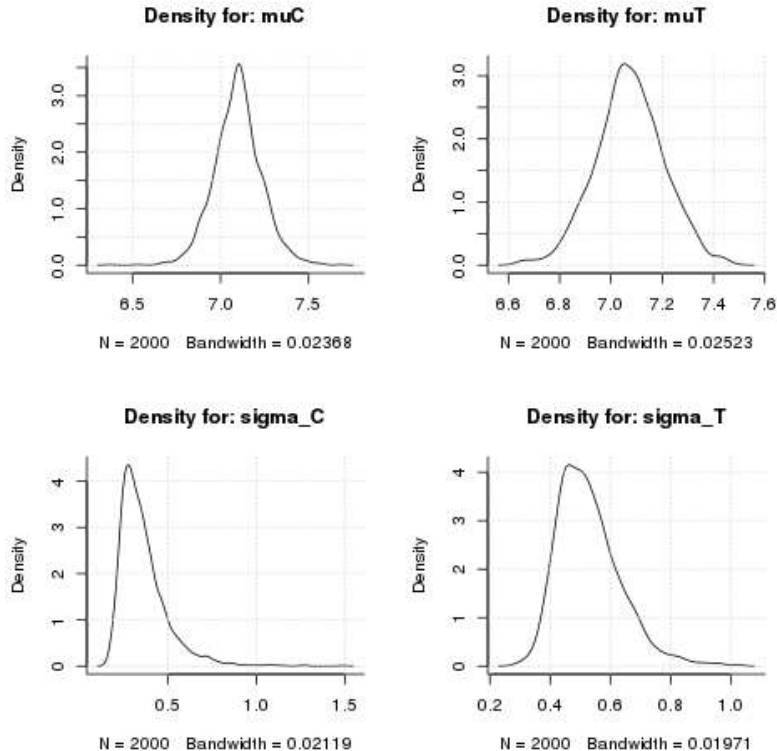 Density for: muC
Density
0.0 1.0 2.0 3.0
6.5 7.0 7.5
N = 2000 Bandwidth = 0.02368
Density for: muT
Density
0.0 1.0 2.0 3.0
6.6 6.8 7.0 7.2 7.4 7.6
N = 2000 Bandwidth = 0.02523
Density for: sigma_C
Density
0 1 2 3 4
0.5 1.0 1.5
N = 2000 Bandwidth = 0.02119
Density for: sigma_T
Density
0 1 2 3 4
0.2 0.4 0.6 0.8 1.0
N = 2000 Bandwidth = 0.01971